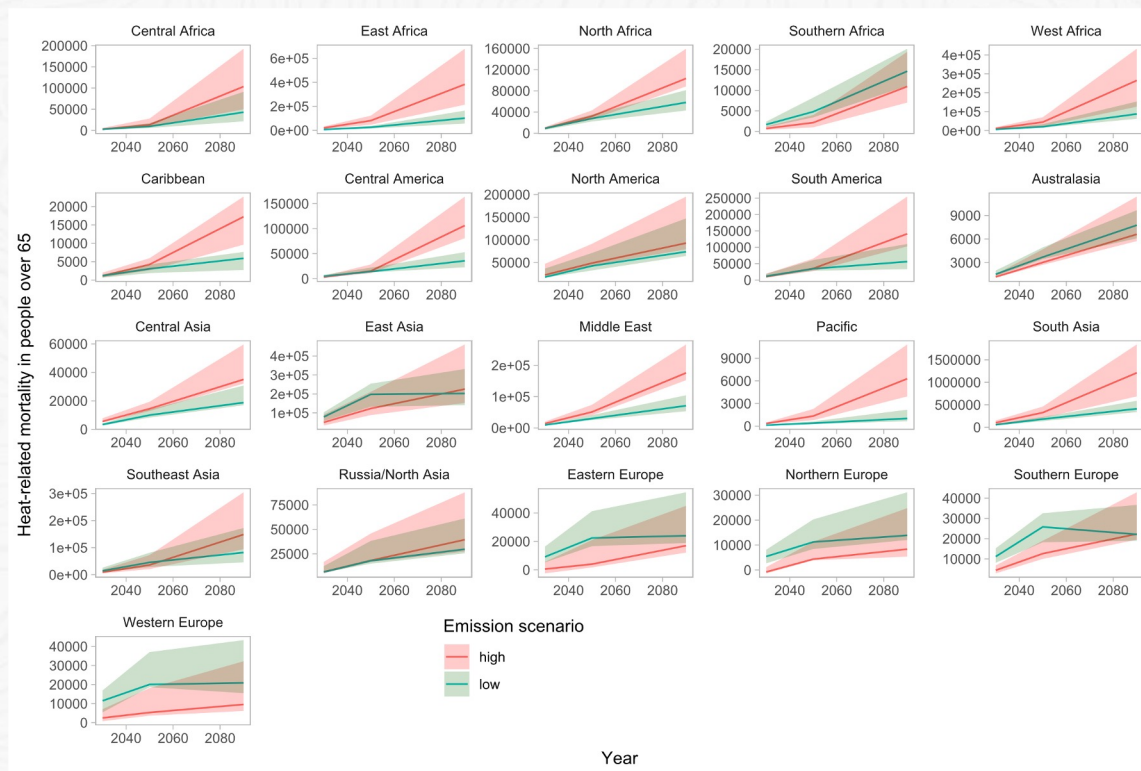 Heat-related mortality in people over 65
Central Africa
200000
150000
100000
50000
0
2040 2060 2080
East Africa
6e+05
4e+05
2e+05
0e+00
2040 2060 2080
North Africa
160000
120000
80000
40000
0
2040 2060 2080
Southern Africa
20000
15000
10000
5000
0
2040 2060 2080
West Africa
4e+05
3e+05
2e+05
1e+05
0e+00
2040 2060 2080
Caribbean
20000
15000
10000
5000
0
2040 2060 2080
Central America
150000
100000
50000
0
2040 2060 2080
North America
200000
150000
100000
50000
2040 2060 2080
South America
250000
200000
150000
100000
50000
0
2040 2060 2080
Australasia
9000
6000
3000
2040 2060 2080
Central Asia
60000
40000
20000
0
2040 2060 2080
East Asia
4e+05
3e+05
2e+05
1e+05
2040 2060 2080
Middle East
2e+05
1e+05
0e+00
2040 2060 2080
Pacific
9000
6000
3000
0
2040 2060 2080
South Asia
1500000
1000000
500000
0
2040 2060 2080
Southeast Asia
3e+05
2e+05
1e+05
0e+00
2040 2060 2080
Russia/North Asia
75000
50000
25000
2040 2060 2080
Eastern Europe
50000
40000
30000
20000
10000
0
2040 2060 2080
Northern Europe
30000
20000
10000
0
2040 2060 2080
Southern Europe
40000
30000
20000
10000
2040 2060 2080
Western Europe
40000
30000
20000
10000
0
2040 2060 2080
Emission scenario
high
low
Year